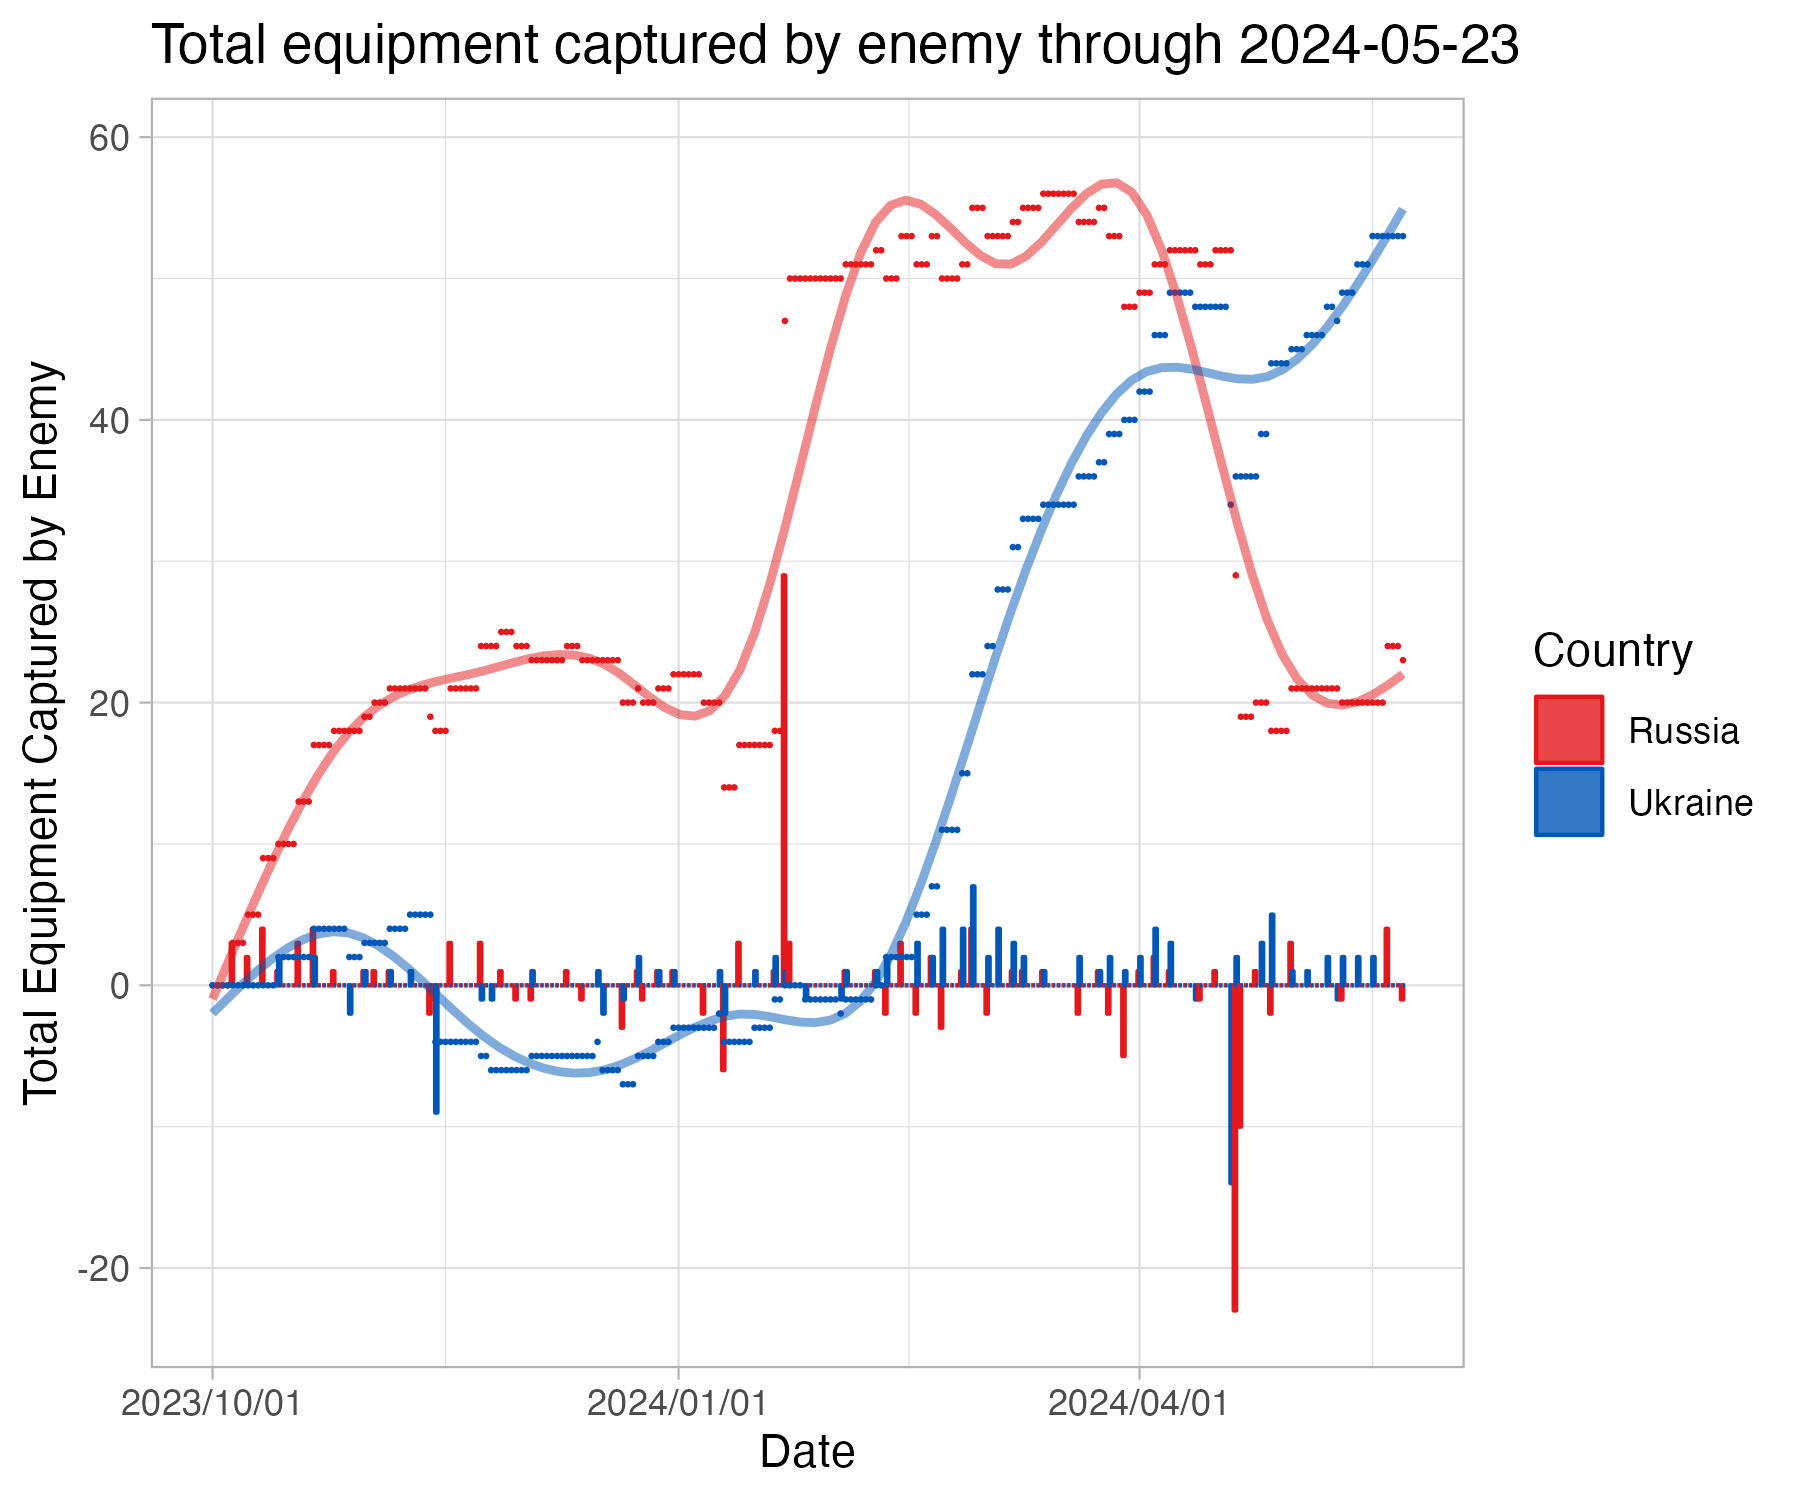 Total equipment captured by enemy through 2024-05-23
Total Equipment Captured by Enemy
60
40
20
0
-20
2023/10/01
2024/01/01
2024/04/01
Date
Country
Russia
Ukraine